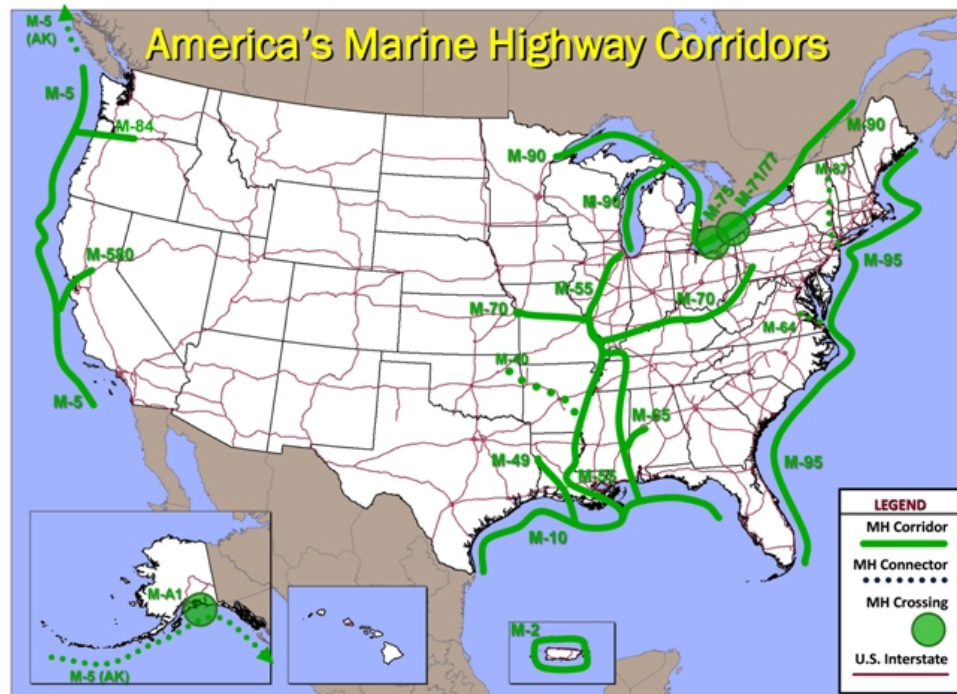 M-5
(AK)
America's Marine Highway Corridors
M-5
M-84
M-90
M-90
M-87
M-75
M-71/77
M-90
M-580
M-55
M-70
M-70
M-95
M-64
M-40
M-5
M-65
M-49
M-55
M-95
M-10
M-A1
M-5 (AK)
M-2
LEGEND
MH Corridor
MH Connector
MH Crossing
U.S. Interstate